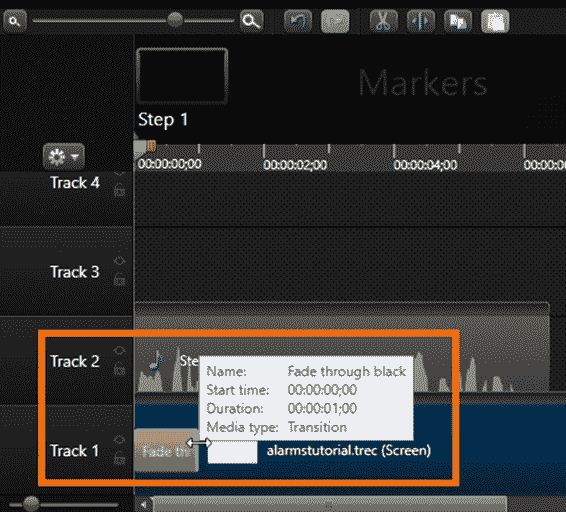 Markers
Step 1
00:00:00;00
00:00:02;00
00:00:04;00
Track 4
Track 3
Track 2
Ste
Name: Fade through black
Start time: 00:00:00;00
Duration: 00:00:01;00
Media type: Transition
Track 1
Fade th
alarmstutorial.trec (Screen)